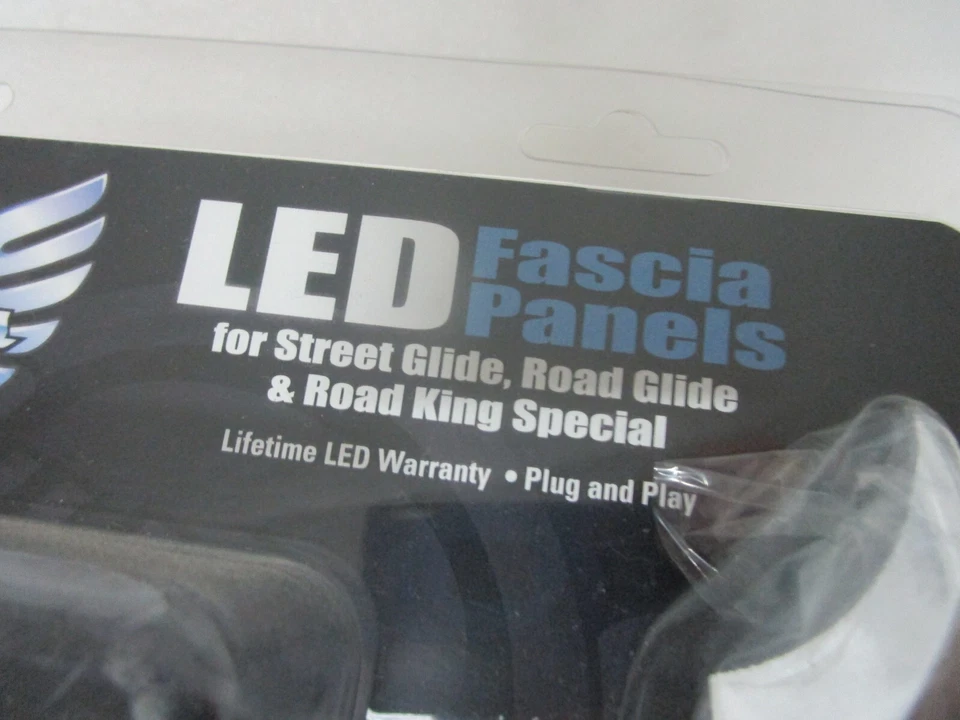 LED Fascia Panels
for Street Glide, Road Glide
& Road King Special
Lifetime LED Warranty • Plug and Play